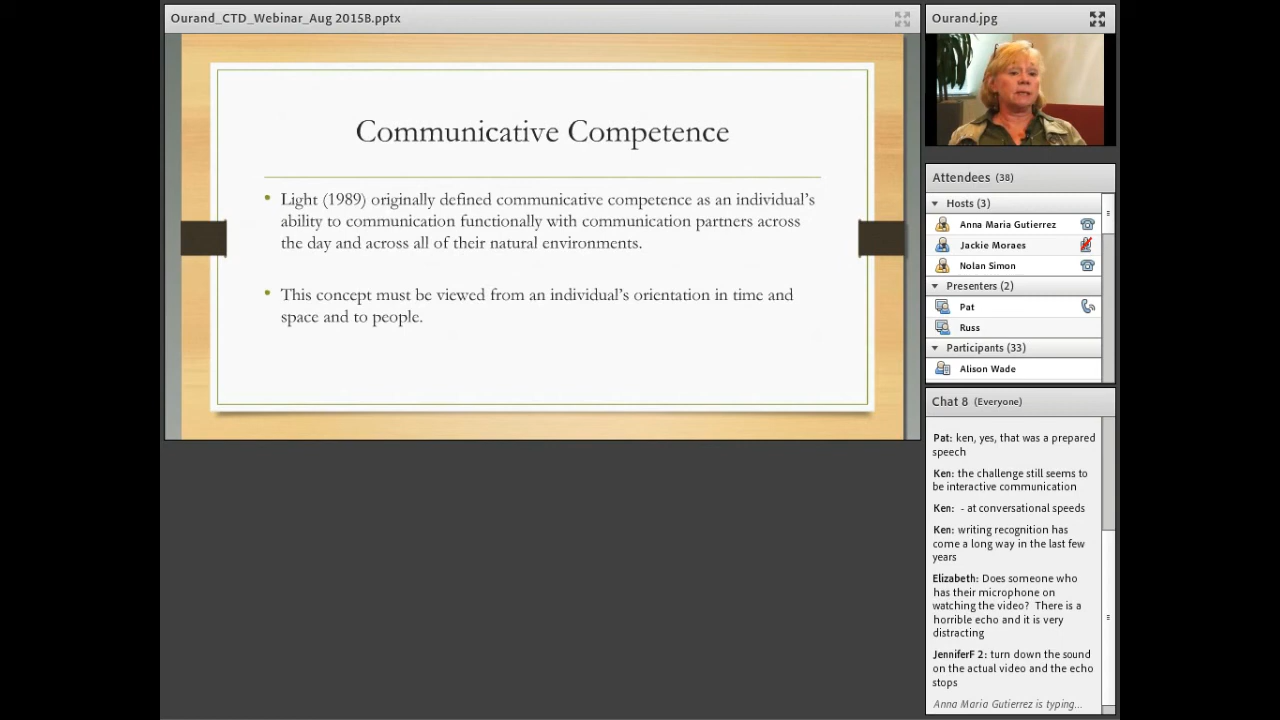 Ourand_CTD_Webinar_Aug 2015B.pptx
Communicative Competence
• Light (1989) originally defined communicative competence as an individual's
ability to communication functionally with communication partners across
the day and across all of their natural environments.
• This concept must be viewed from an individual's orientation in time and
space and to people.
Ourand.jpg
Attendees (38)
Hosts (3)
Anna Maria Gutierrez
Jackie Moraes
Nolan Simon
Presenters (2)
Pat
Russ
Participants (33)
Alison Wade
Chat 8 (Everyone)
Pat: ken, yes, that was a prepared
speech
Ken: the challenge still seems to
be interactive communication
Ken: - at conversational speeds
Ken: writing recognition has
come a long way in the last few
years
Elizabeth: Does someone who
has their microphone on
watching the video? There is a
horrible echo and it is very
distracting
JenniferF 2: turn down the sound
on the actual video and the echo
stops
Anna Maria Gutierrez is typing...